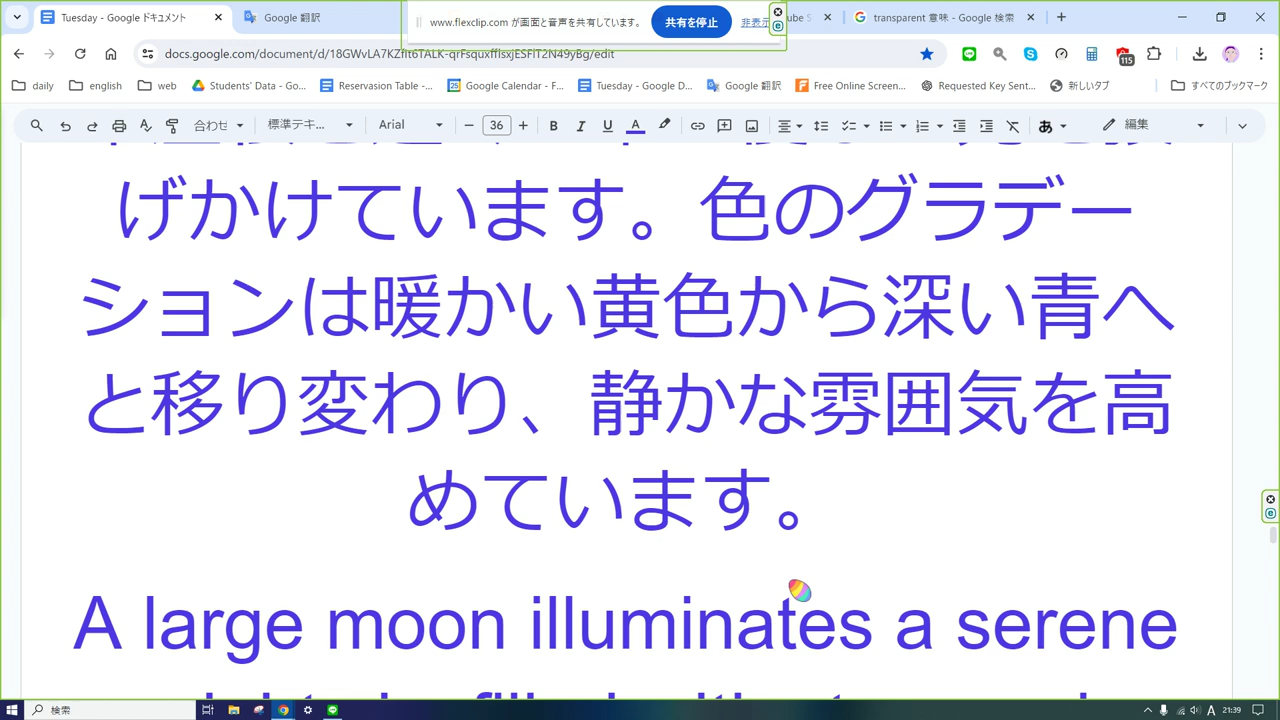 Tuesday - Google ドキュメント
Google 翻訳
www.flexclip.com が画面と音声を共有しています。
共有を停止
非表示
transparent 意味 - Google 検索
docs.google.com/document/d/
/edit
115
daily
english
web
Students' Data - Go...
Reservasion Table -...
Google Calendar - F...
Tuesday - Google D...
Google 翻訳
Free Online Screen...
Requested Key Sent...
新しいタブ
すべてのブックマーク
合わせ
標準テキ...
Arial
36
B
I
U
A
あ
編集
げかけています。色のグラデー
ションは暖かい黄色から深い青へ
と移り変わり、静かな雰囲気を高
めています。
A large moon illuminates a serene
検索
A
21:39